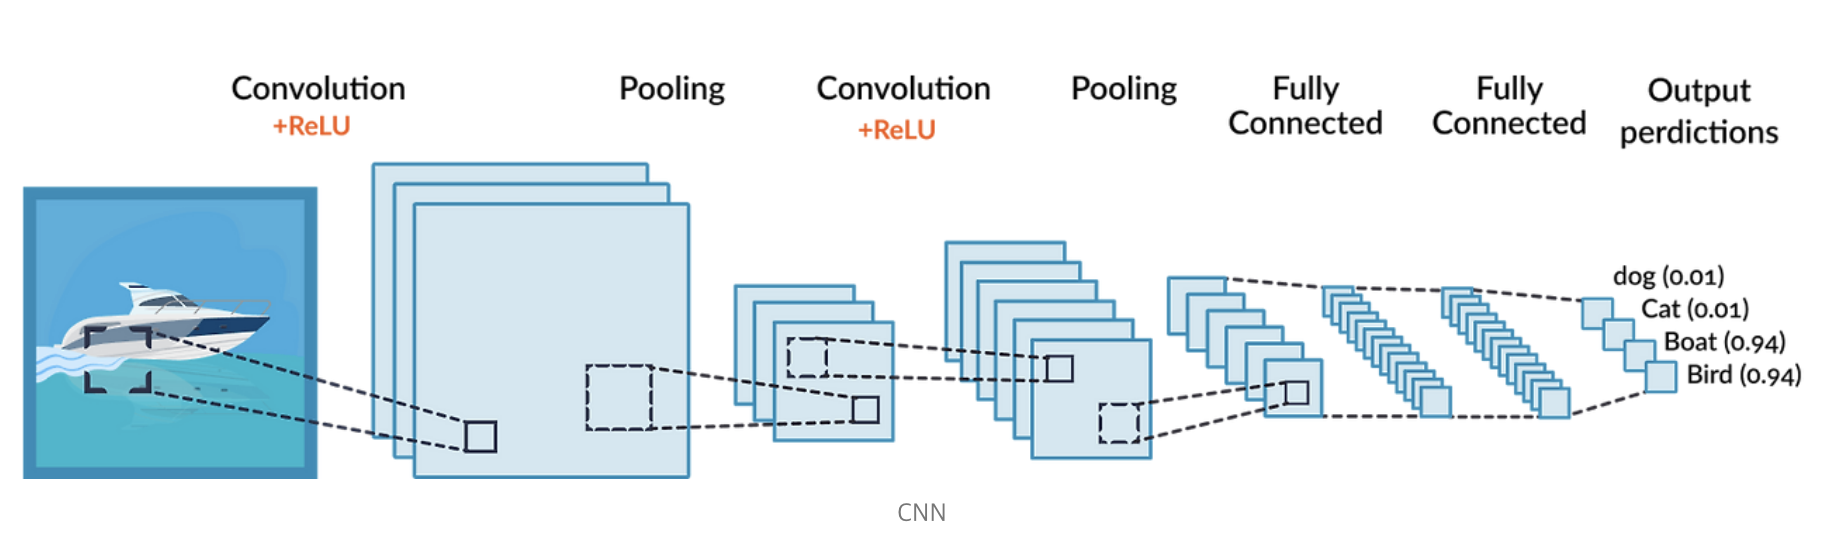 Convolution
+ReLU
Pooling
Convolution
+ReLU
Pooling
Fully
Connected
Fully
Connected
Output
perdictions
dog (0.01)
Cat (0.01)
Boat (0.94)
Bird (0.94)
CNN